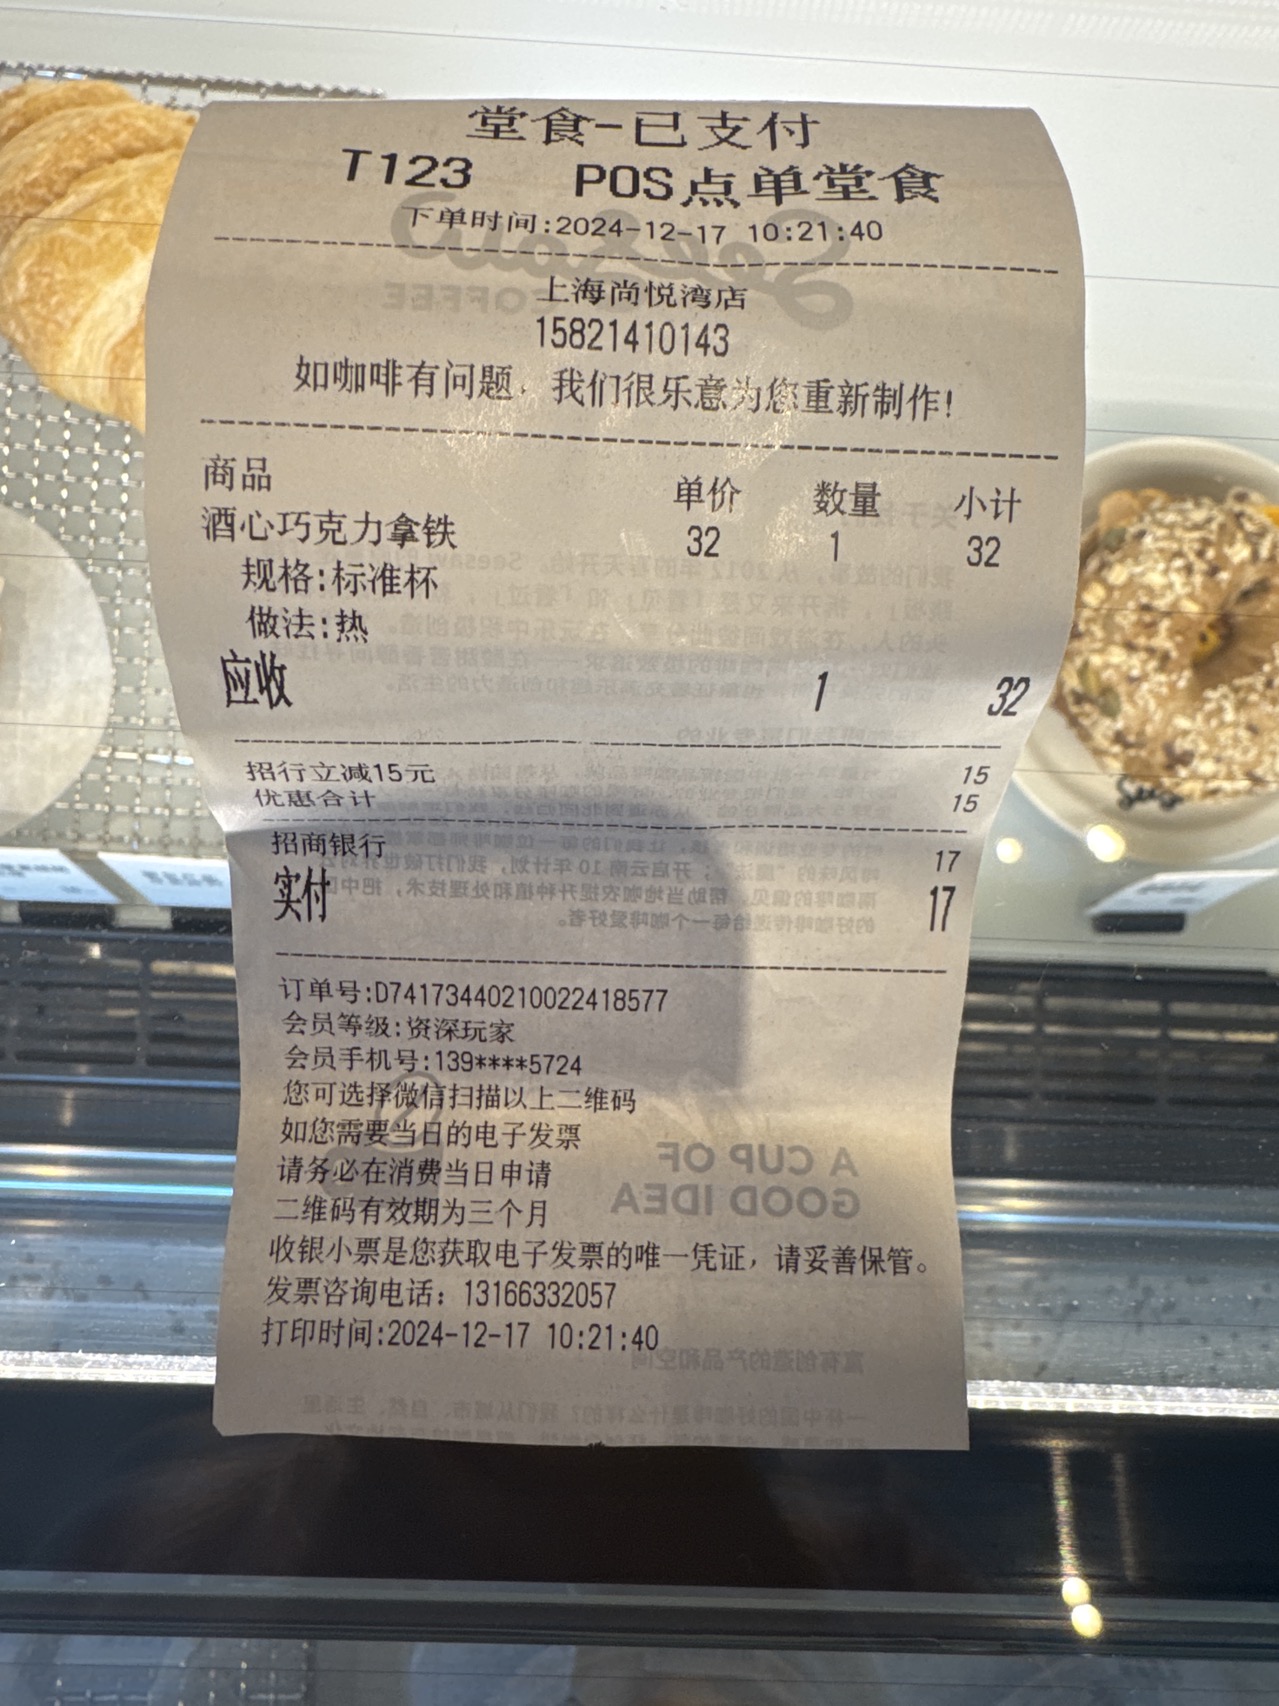 堂食-已支付
T123 POS点单堂食
下单时间:2024-12-17 10:21:40
上海尚悦湾店
15821410143
如咖啡有问题,我们很乐意为您重新制作!
商品 单价 数量 小计
酒心巧克力拿铁 32 1 32
规格:标准杯
做法:热
应收 1 32
招行立减15元 15
优惠合计 15
招商银行 17
实付 17
订单号:D74173440210022418577
会员等级:资深玩家
会员手机号:139****5724
您可选择微信扫描以上二维码
如您需要当日的电子发票
请务必在消费当日申请
二维码有效期为三个月
收银小票是您获取电子发票的唯一凭证，请妥善保管。
发票咨询电话：13166332057
打印时间:2024-12-17 10:21:40
A CUP OF
GOOD IDEA